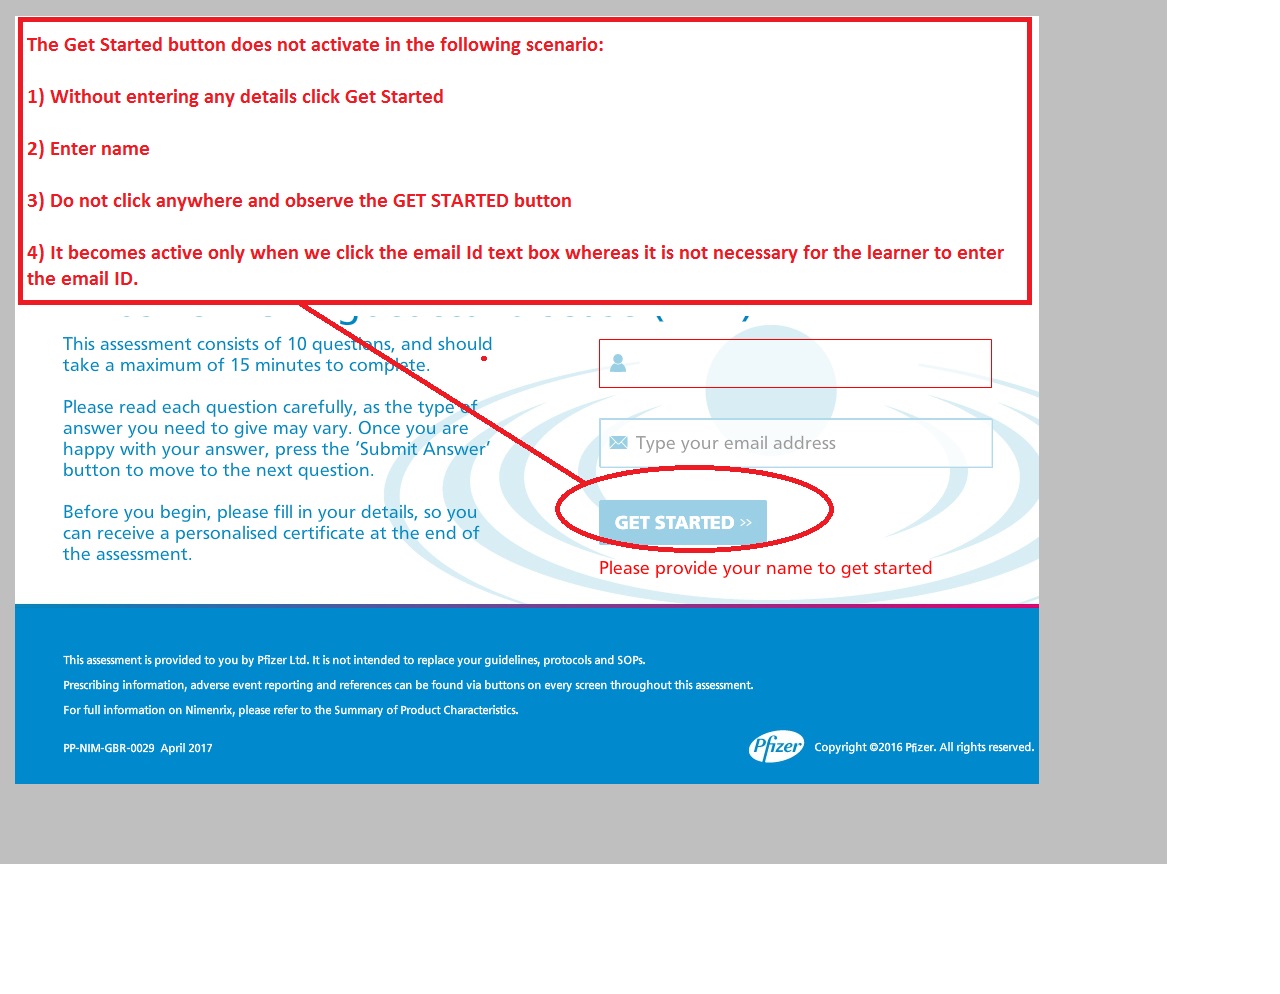 The Get Started button does not activate in the following scenario:
1) Without entering any details click Get Started
2) Enter name
3) Do not click anywhere and observe the GET STARTED button
4) It becomes active only when we click the email Id text box whereas it is not necessary for the learner to enter
the email ID.
This assessment consists of 10 questions, and should
take a maximum of 15 minutes to complete.
Please read each question carefully, as the type of
answer you need to give may vary. Once you are
happy with your answer, press the ‘Submit Answer’
button to move to the next question.
Before you begin, please fill in your details, so you
can receive a personalised certificate at the end of
the assessment.
Type your email address
GET STARTED »
Please provide your name to get started
This assessment is provided to you by Pfizer Ltd. It is not intended to replace your guidelines, protocols and SOPs.
Prescribing information, adverse event reporting and references can be found via buttons on every screen throughout this assessment.
For full information on Nimenrix, please refer to the Summary of Product Characteristics.
PP-NIM-GBR-0029 April 2017
Pfizer
Copyright ©2016 Pfizer. All rights reserved.